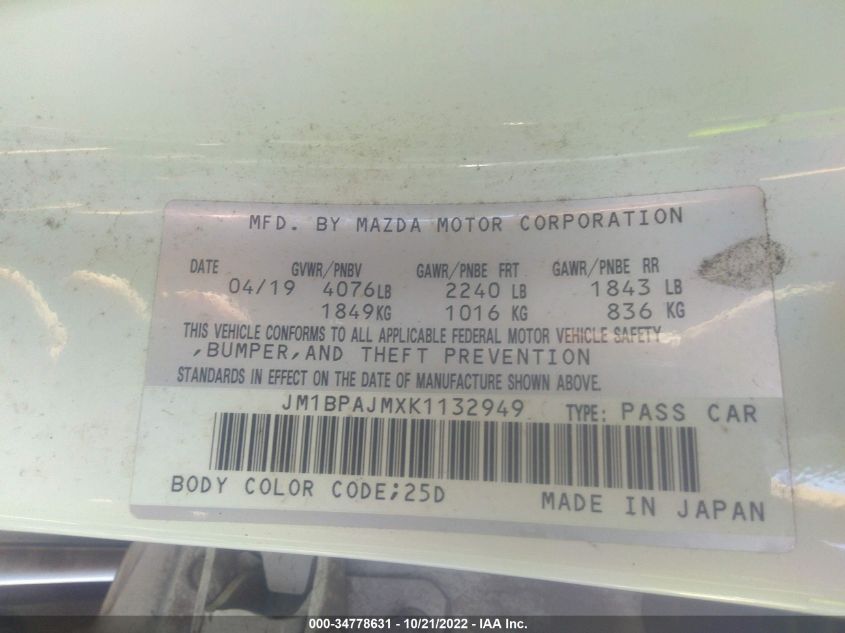 MFD. BY MAZDA MOTOR CORPORATION
DATE GVWR/PNBV GAWR/PNBE FRT GAWR/PNBE RR
04/19 4076LB 2240 LB 1843 LB
1849KG 1016 KG 836 KG
THIS VEHICLE CONFORMS TO ALL APPLICABLE FEDERAL MOTOR VEHICLE SAFETY
,BUMPER,AND THEFT PREVENTION
STANDARDS IN EFFECT ON THE DATE OF MANUFACTURE SHOWN ABOVE.
JM1BPAJMXK1132949 TYPE: PASS CAR
BODY COLOR CODE;25D MADE IN JAPAN
000-34778631 - 10/21/2022 - IAA Inc.